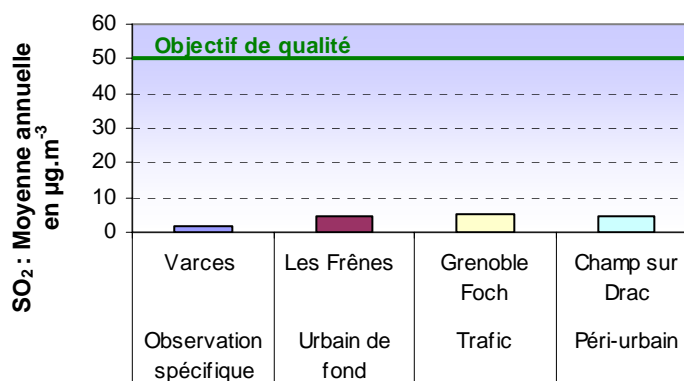 SO₂ : Moyenne annuelle
en µg.m⁻³
60
50
40
30
20
10
0
Objectif de qualité
Varces
Les Frênes
Grenoble
Foch
Champ sur
Drac
Observation
spécifique
Urbain de
fond
Trafic
Péri-urbain